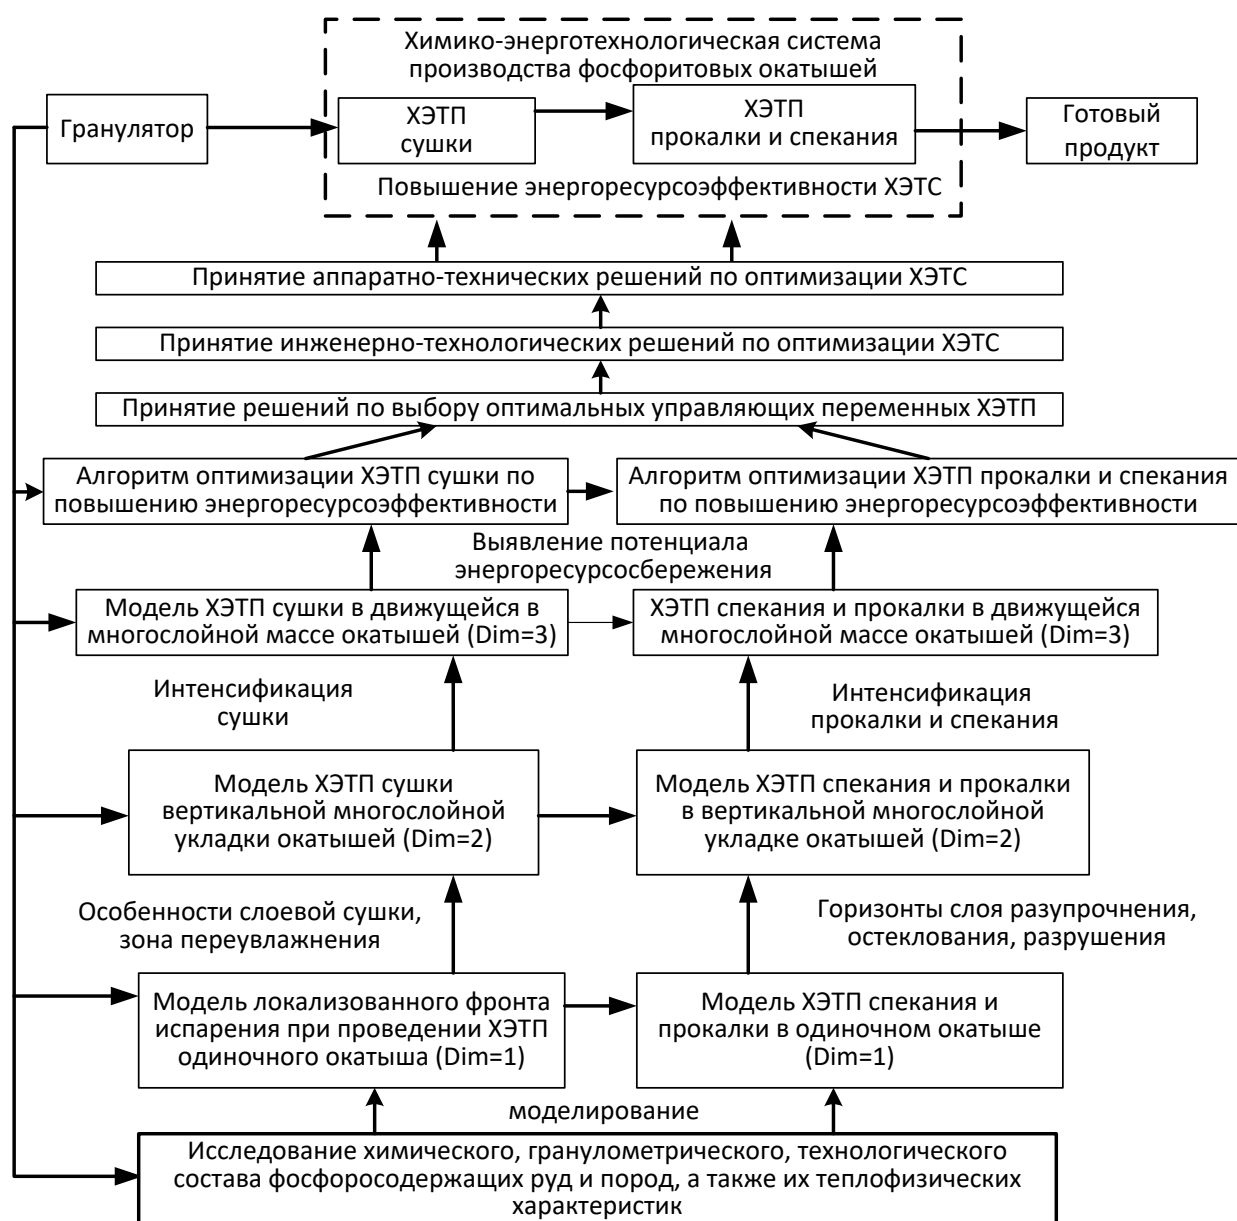 Химико-энерготехнологическая система
производства фосфоритовых окатышей
Гранулятор
ХЭТП
сушки
ХЭТП
прокалки и спекания
Готовый
продукт
Повышение энергоресурсоэффективности ХЭТС
Принятие аппаратно-технических решений по оптимизации ХЭТС
Принятие инженерно-технологических решений по оптимизации ХЭТС
Принятие решений по выбору оптимальных управляющих переменных ХЭТП
Алгоритм оптимизации ХЭТП сушки по
повышению энергоресурсоэффективности
Алгоритм оптимизации ХЭТП прокалки и спекания
по повышению энергоресурсоэффективности
Выявление потенциала
энергоресурсосбережения
Модель ХЭТП сушки в движущейся в
многослойной массе окатышей (Dim=3)
ХЭТП спекания и прокалки в движущейся
многослойной массе окатышей (Dim=3)
Интенсификация
сушки
Интенсификация
прокалки и спекания
Модель ХЭТП сушки
вертикальной многослойной
укладки окатышей (Dim=2)
Модель ХЭТП спекания и прокалки
в вертикальной многослойной
укладке окатышей (Dim=2)
Особенности слоевой сушки,
зона переувлажнения
Горизонты слоя разупрочнения,
остеклования, разрушения
Модель локализованного фронта
испарения при проведении ХЭТП
одиночного окатыша (Dim=1)
Модель ХЭТП спекания и
прокалки в одиночном окатыше
(Dim=1)
моделирование
Исследование химического, гранулометрического, технологического
состава фосфоросодержащих руд и пород, а также их теплофизических
характеристик